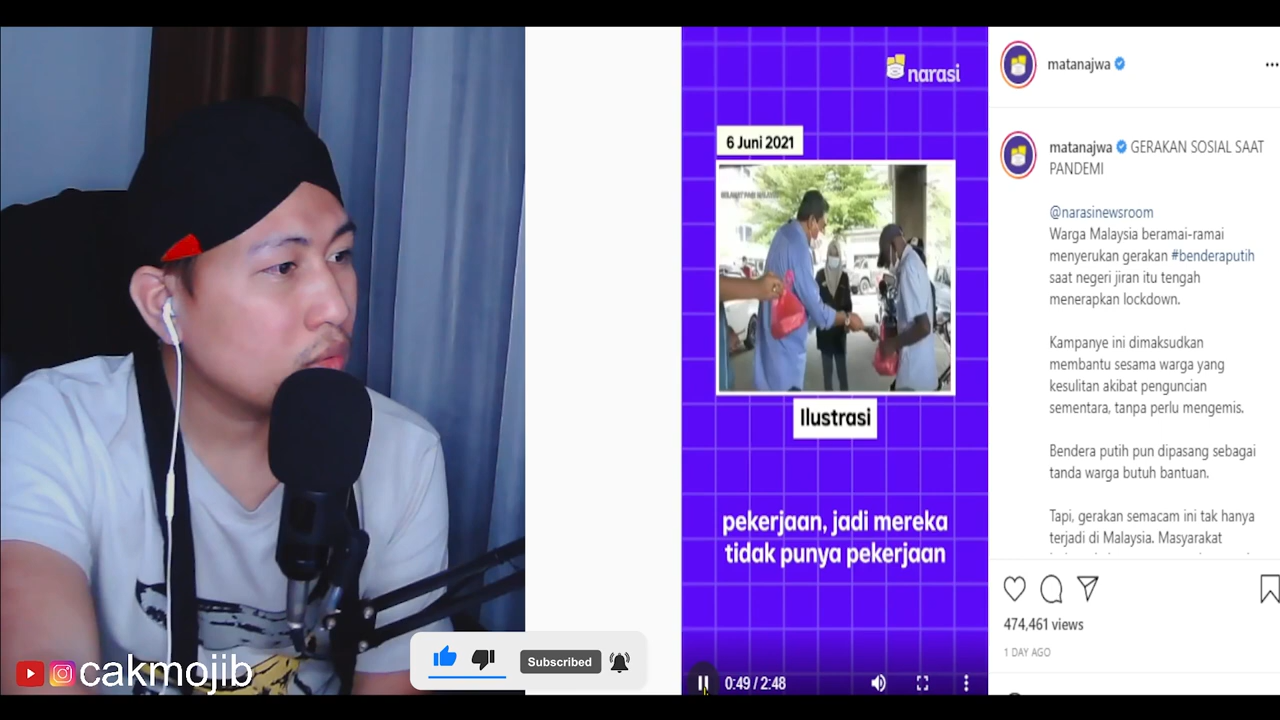 narasi
6 Juni 2021
Ilustrasi
pekerjaan, jadi mereka
tidak punya pekerjaan
0:49 / 2:48
matanajwa
matanajwa GERAKAN SOSIAL SAAT
PANDEMI
@narasinewsroom
Warga Malaysia beramai-ramai
menyerukan gerakan #benderaputih
saat negeri jiran itu tengah
menerapkan lockdown.
Kampanye ini dimaksudkan
membantu sesama warga yang
kesulitan akibat penguncian
sementara, tanpa perlu mengemis.
Bendera putih pun dipasang sebagai
tanda warga butuh bantuan.
Tapi, gerakan semacam ini tak hanya
terjadi di Malaysia. Masyarakat
474,461 views
1 DAY AGO
cakmojib
Subscribed